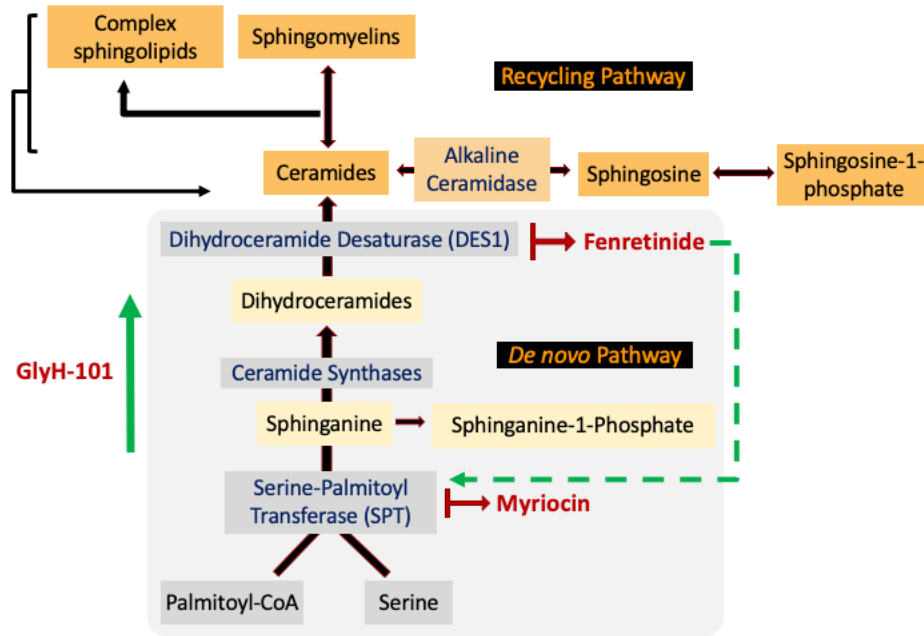 Complex
sphingolipids
Sphingomyelins
Recycling Pathway
Ceramides
Alkaline
Ceramidase
Sphingosine
Sphingosine-1-
phosphate
Dihydroceramide Desaturase (DES1)
Fenretinide
Dihydroceramides
GlyH-101
De novo Pathway
Ceramide Synthases
Sphinganine
Sphinganine-1-Phosphate
Serine-Palmitoyl
Transferase (SPT)
Myriocin
Palmitoyl-CoA
Serine